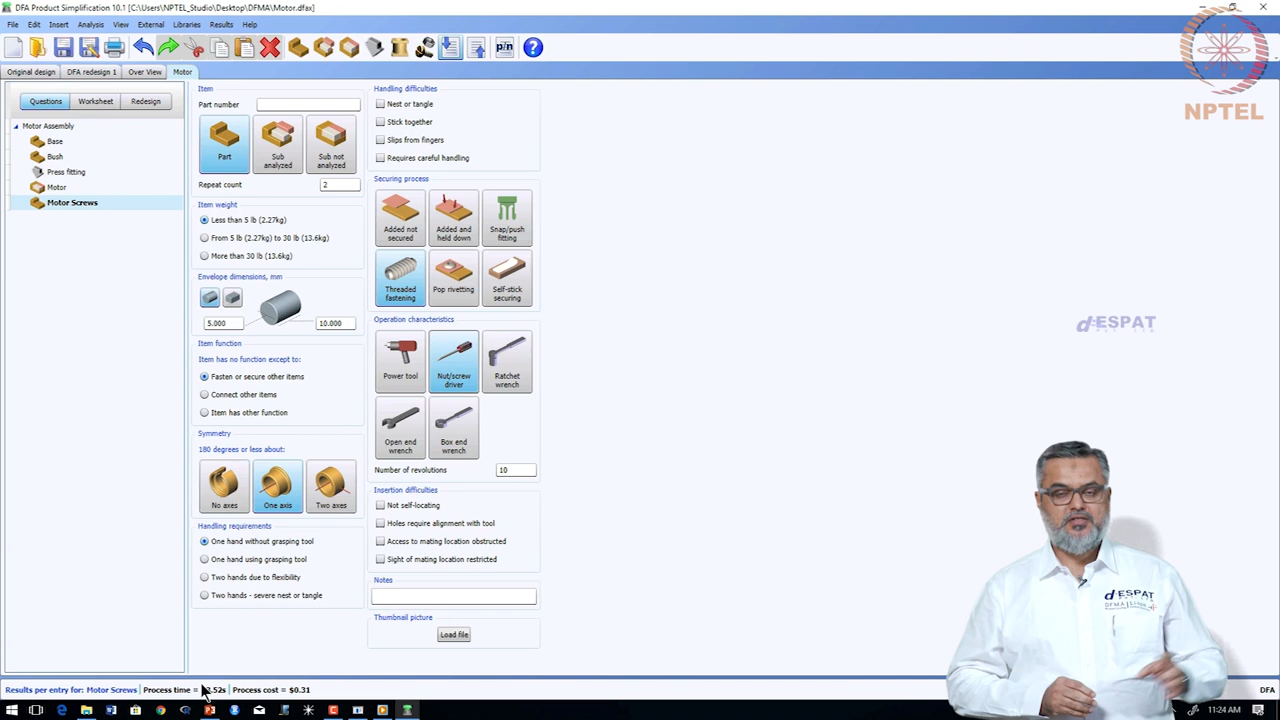 DFA Product Simplification 10.1 [C:\Users\NPTEL_Studio\Desktop\DFMA\Motor.dfax]
File Edit Insert Analysis View External Libraries Results Help
Original design DFA redesign 1 Over View Motor
Questions Worksheet Redesign
Motor Assembly
Base
Bush
Press fitting
Motor
Motor Screws
Item
Part number
Part
Sub analyzed
Sub not analyzed
Repeat count 2
Item weight
Less than 5 lb (2.27kg)
From 5 lb (2.27kg) to 30 lb (13.6kg)
More than 30 lb (13.6kg)
Envelope dimensions, mm
5.000 10.000
Item function
Item has no function except to:
Fasten or secure other items
Connect other items
Item has other function
Symmetry
180 degrees or less about:
No axes One axis Two axes
Handling requirements
One hand without grasping tool
One hand using grasping tool
Two hands due to flexibility
Two hands - severe nest or tangle
Handling difficulties
Nest or tangle
Stick together
Slips from fingers
Requires careful handling
Securing process
Added not secured
Added and held down
Snap/push fitting
Threaded fastening
Pop rivetting
Self-stick securing
Operation characteristics
Power tool
Nut/screw driver
Ratchet wrench
Open end wrench
Box end wrench
Number of revolutions 10
Insertion difficulties
Not self-locating
Holes require alignment with tool
Access to mating location obstructed
Sight of mating location restricted
Notes
Thumbnail picture
Load file
NPTEL
d-ESPAT
d-ESPAT
Results per entry for: Motor Screws Process time = Process cost = $0.31 DFA
11:24 AM